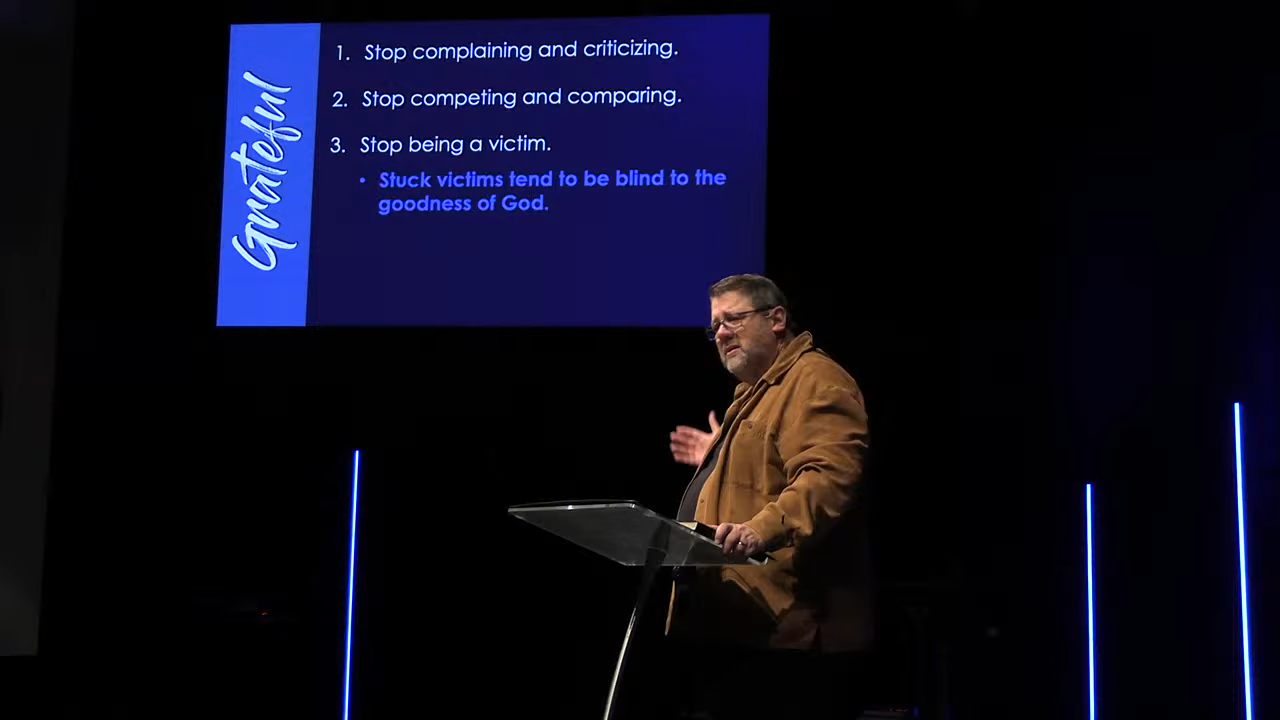 Grateful
1. Stop complaining and criticizing.
2. Stop competing and comparing.
3. Stop being a victim.
• Stuck victims tend to be blind to the
goodness of God.